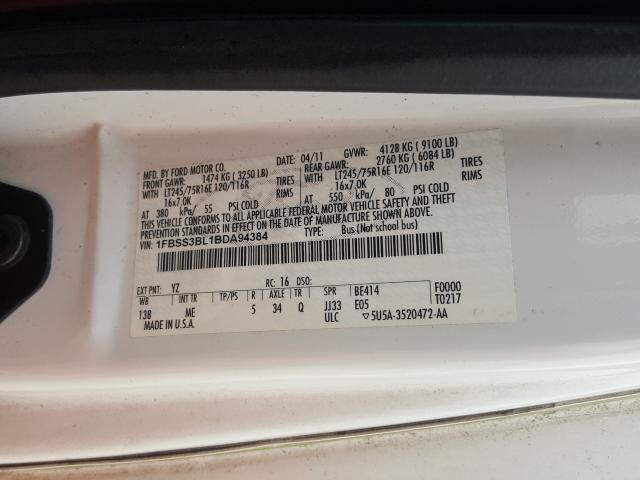 MFD. BY FORD MOTOR CO.
DATE: 04/11 GVWR: 4128 KG ( 9100 LB)
FRONT GAWR: 1474 KG ( 3250 LB) REAR GAWR: 2760 KG ( 6084 LB)
WITH LT245/75R16E 120/116R TIRES WITH LT245/75R16E 120/116R TIRES
16x7.0K RIMS 16x7.0K RIMS
AT 380 kPa/ 55 PSI COLD AT 550 kPa/ 80 PSI COLD
THIS VEHICLE CONFORMS TO ALL APPLICABLE FEDERAL MOTOR VEHICLE SAFETY AND
THEFT PREVENTION STANDARDS IN EFFECT ON THE DATE OF MANUFACTURE SHOWN ABOVE.
1FBSS3BL1BDA94384 TYPE: Bus (Not school bus)
EXT PNT: YZ RC: 16 DSO:
WB INT TR TP/PS R AXLE TR SPR BE414 F0000
138 ME 5 34 Q JJ33 E05 T0217
MADE IN U.S.A. ULC ▽5U5A-3520472-AA